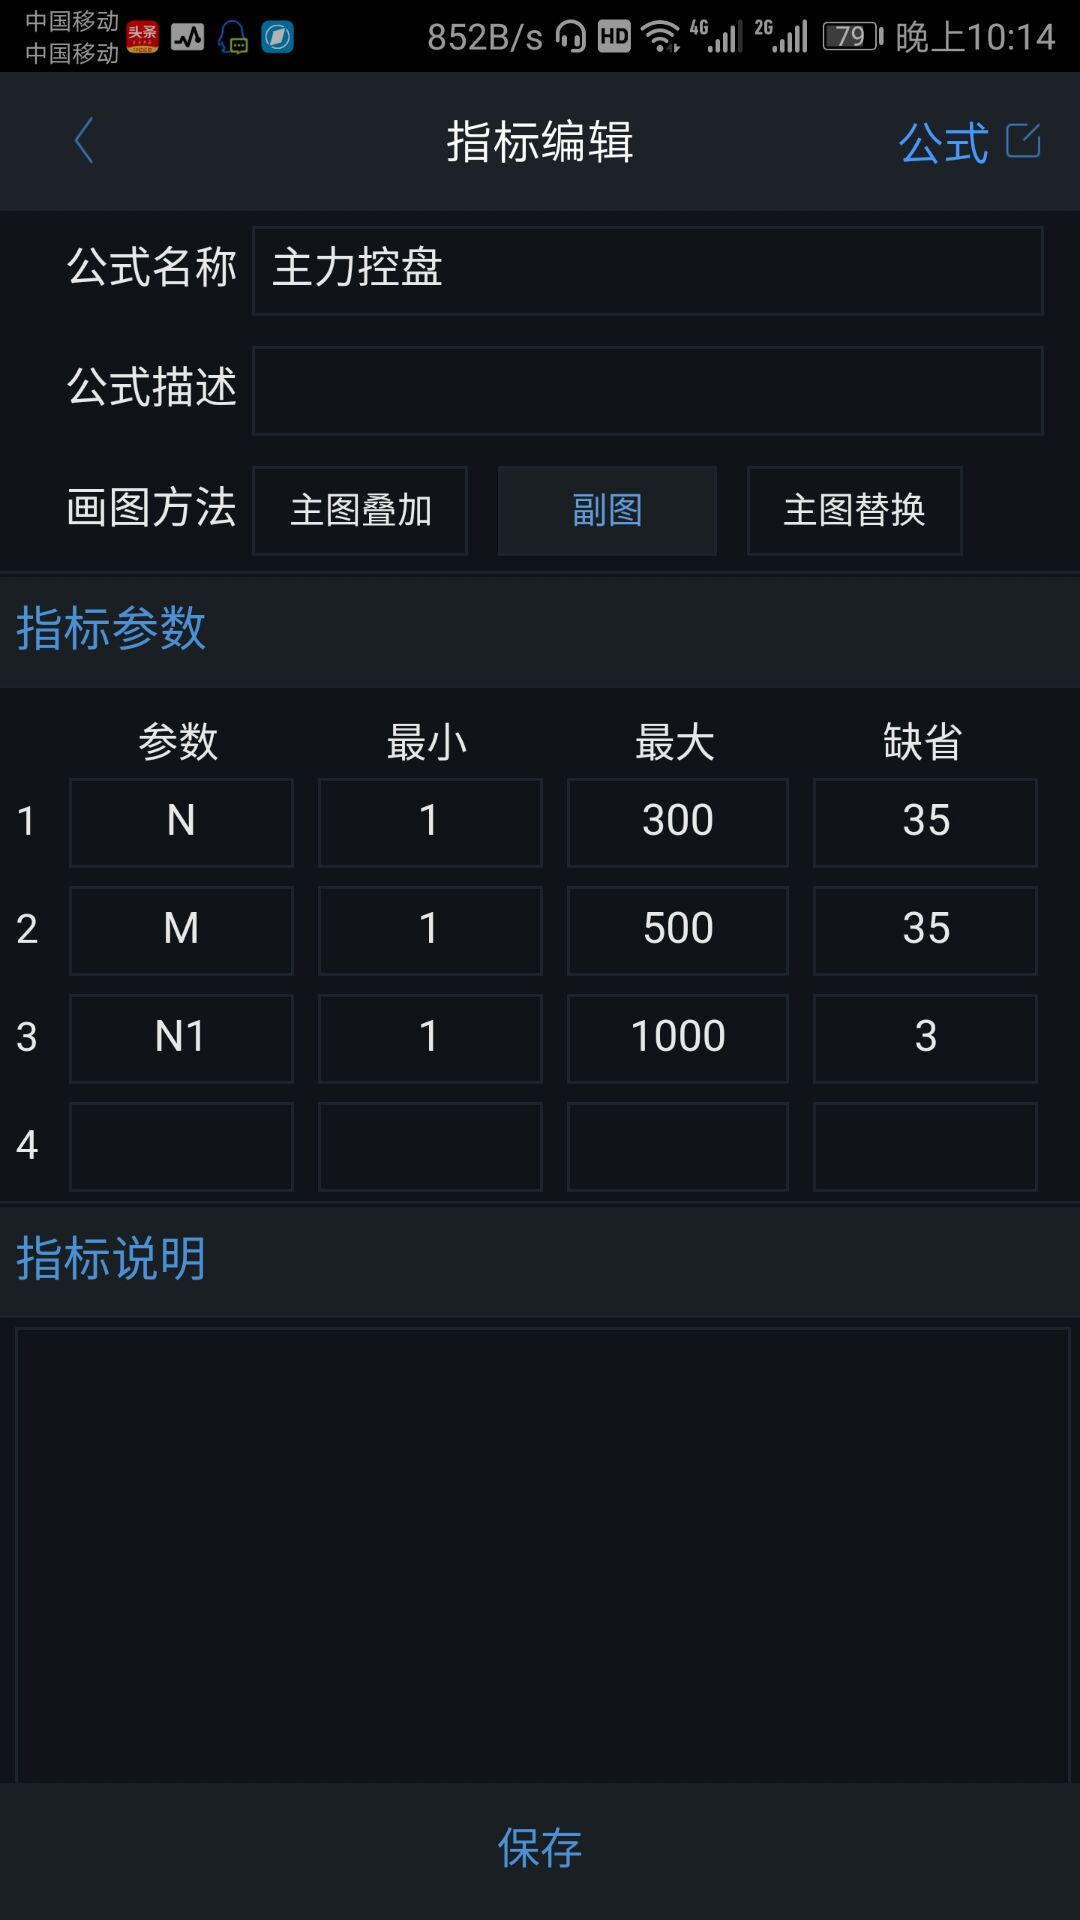 中国移动
中国移动
头条
852B/s HD 4G 2G 79 晚上10:14
指标编辑 公式
公式名称 主力控盘
公式描述
画图方法 主图叠加 副图 主图替换
指标参数
参数 最小 最大 缺省
1 N 1 300 35
2 M 1 500 35
3 N1 1 1000 3
4
指标说明
保存